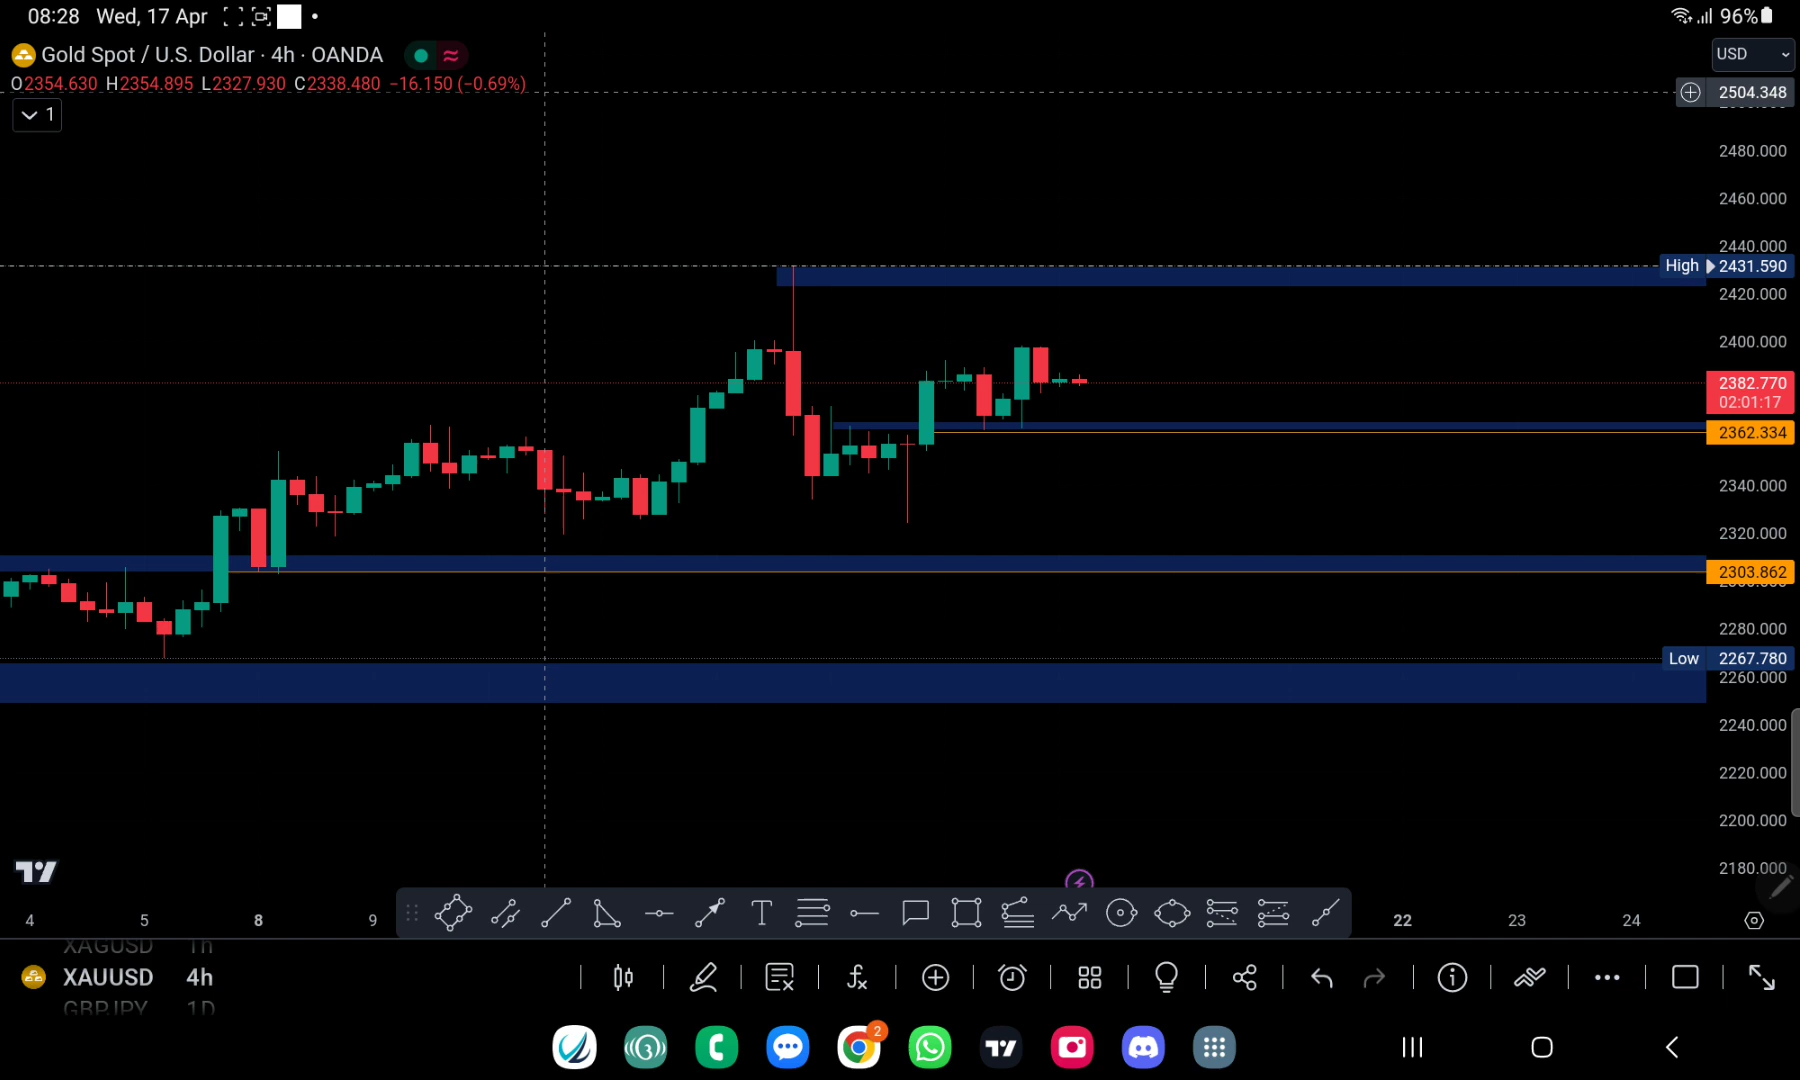 08:28 Wed, 17 Apr
96%
Gold Spot / U.S. Dollar · 4h · OANDA
USD
O2354.630 H2354.895 L2327.930 C2338.480 −16.150 (−0.69%)
2504.348
1
2480.000
2460.000
2440.000
High 2431.590
2420.000
2400.000
2382.770
02:01:17
2362.334
2340.000
2320.000
2303.862
2280.000
Low 2267.780
2260.000
2240.000
2220.000
2200.000
2180.000
4 5 8 9 22 23 24
XAGUSD 1h
XAUUSD 4h
GBPJPY 1D
2